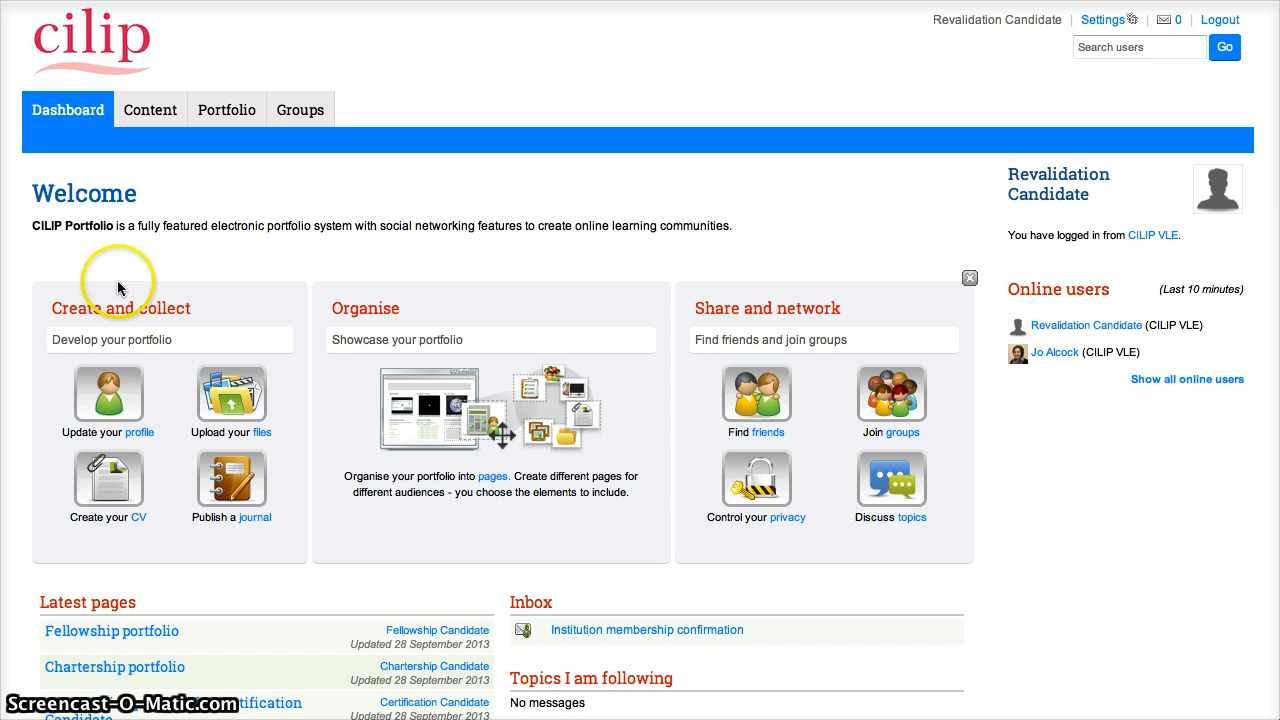 cilip
Revalidation Candidate | Settings | 0 | Logout
Search users Go
Dashboard Content Portfolio Groups
Welcome
CILIP Portfolio is a fully featured electronic portfolio system with social networking features to create online learning communities.
Revalidation
Candidate
You have logged in from CILIP VLE.
Online users (Last 10 minutes)
Revalidation Candidate (CILIP VLE)
Jo Alcock (CILIP VLE)
Show all online users
Create and collect
Develop your portfolio
Update your profile
Upload your files
Create your CV
Publish a journal
Organise
Showcase your portfolio
Organise your portfolio into pages. Create different pages for
different audiences - you choose the elements to include.
Share and network
Find friends and join groups
Find friends
Join groups
Control your privacy
Discuss topics
Latest pages
Fellowship portfolio
Fellowship Candidate
Updated 28 September 2013
Chartership portfolio
Chartership Candidate
Updated 28 September 2013
tification
Candidate
Certification Candidate
Updated 28 September 2013
Inbox
Institution membership confirmation
Topics I am following
No messages
Screencast-O-Matic.com